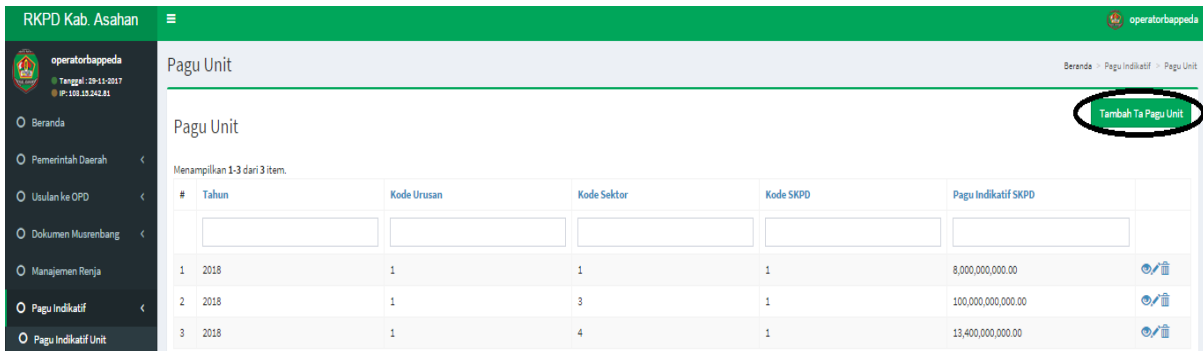 RKPD Kab. Asahan
operatorbappeda
operatorbappeda
Tanggal : 29-11-2017
IP: 103.15.242.81
Beranda
Pemerintah Daerah
Usulan ke OPD
Dokumen Musrenbang
Manajemen Renja
Pagu Indikatif
Pagu Indikatif Unit
Pagu Unit
Beranda > Pagu Indikatif > Pagu Unit
Tambah Ta Pagu Unit
Pagu Unit
Menampilkan 1-3 dari 3 item.
# Tahun Kode Urusan Kode Sektor Kode SKPD Pagu Indikatif SKPD
1 2018 1 1 1 8,000,000,000.00
2 2018 1 3 1 100,000,000,000.00
3 2018 1 4 1 13,400,000,000.00